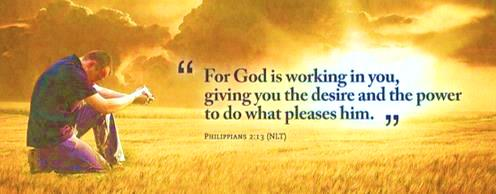 “ For God is working in you,
giving you the desire and the power
to do what pleases him. ”
PHILIPPIANS 2:13 (NLT)